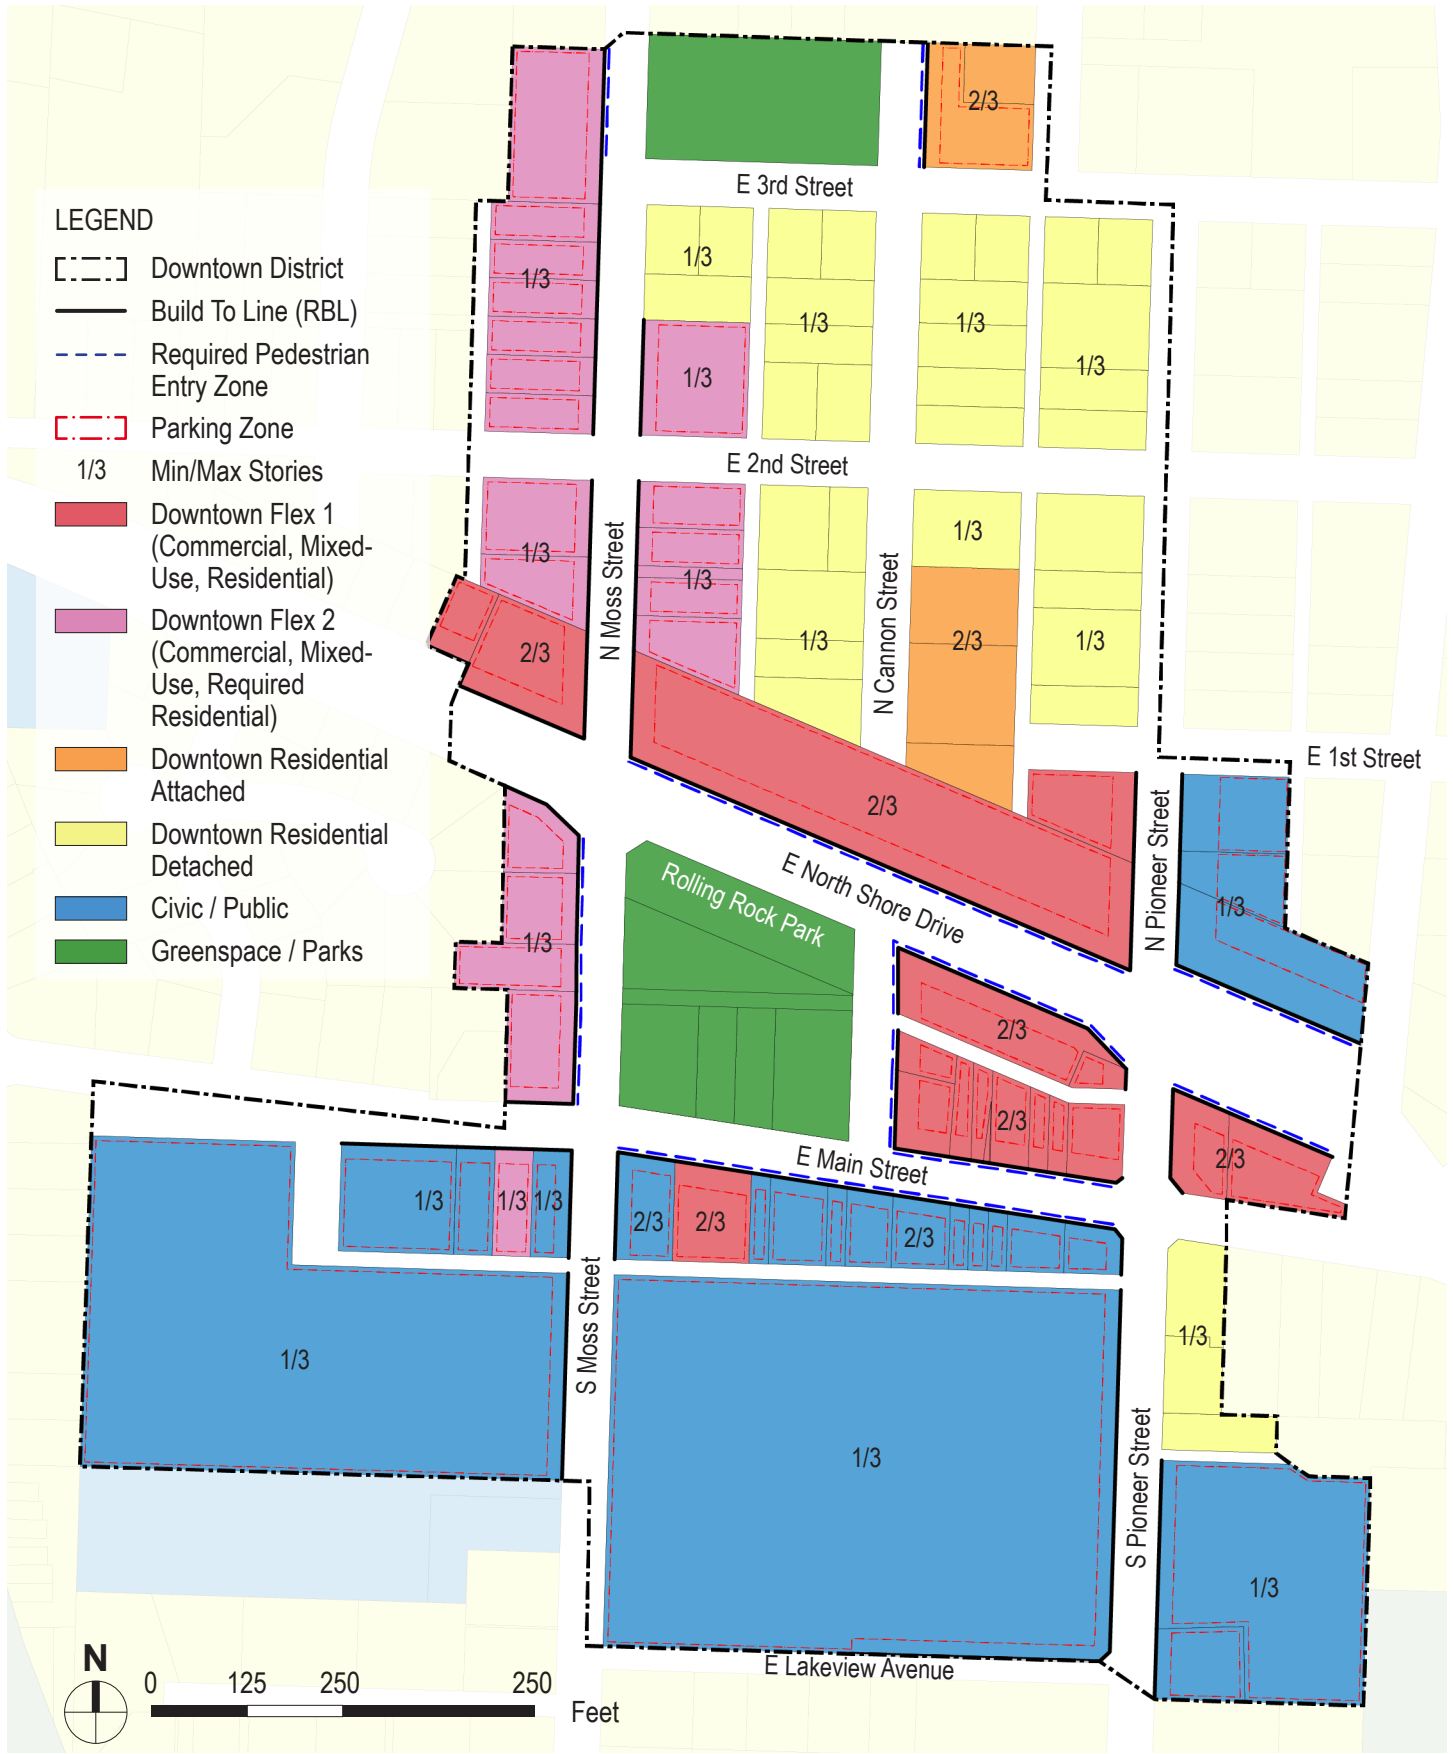 2/3
E 3rd Street
LEGEND
Downtown District
Build To Line (RBL)
Required Pedestrian
Entry Zone
Parking Zone
1/3 Min/Max Stories
Downtown Flex 1
(Commercial, Mixed-
Use, Residential)
Downtown Flex 2
(Commercial, Mixed-
Use, Required
Residential)
Downtown Residential
Attached
Downtown Residential
Detached
Civic / Public
Greenspace / Parks
1/3
1/3
1/3
1/3
1/3
1/3
E 2nd Street
1/3
N Moss Street
1/3
1/3
N Cannon Street
1/3
2/3
1/3
2/3
E 1st Street
2/3
N Pioneer Street
1/3
E North Shore Drive
Rolling Rock Park
1/3
2/3
2/3
2/3
E Main Street
1/3
1/3
1/3
2/3
2/3
2/3
S Moss Street
1/3
1/3
1/3
S Pioneer Street
1/3
E Lakeview Avenue
N
0 125 250 250
Feet